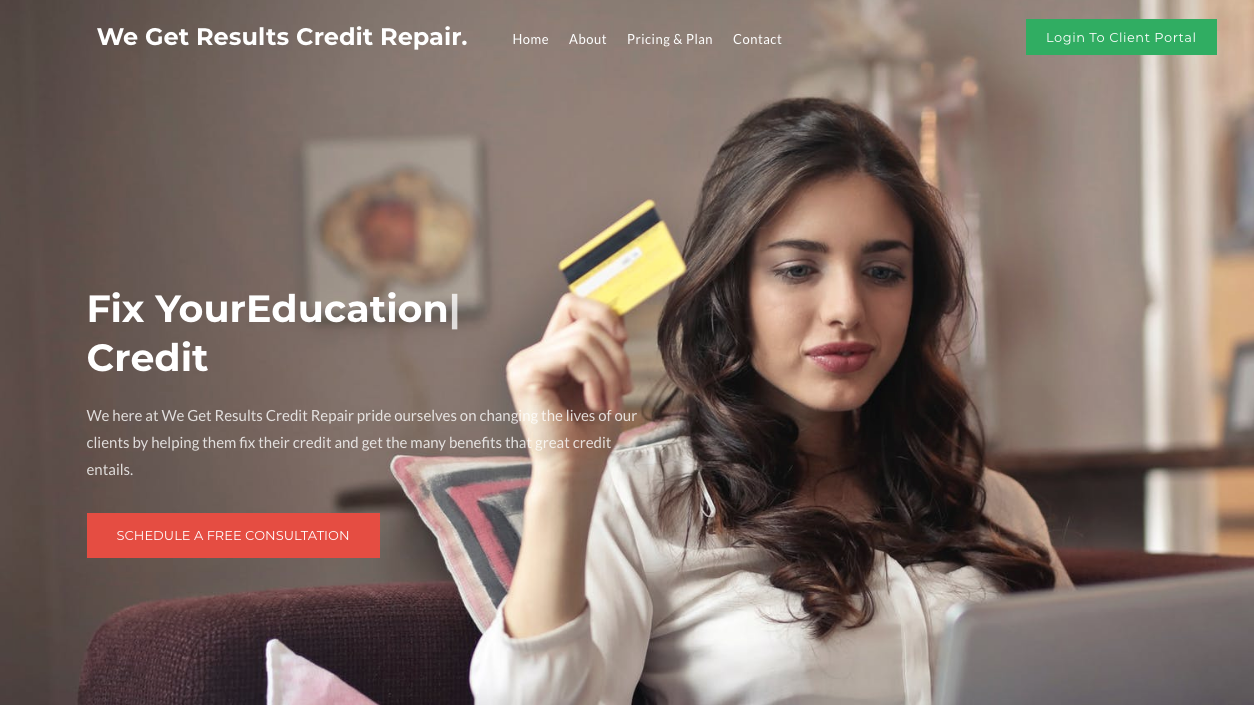 We Get Results Credit Repair.
Home About Pricing & Plan Contact
Login To Client Portal
Fix YourEducation|
Credit
We here at We Get Results Credit Repair pride ourselves on changing the lives of our
clients by helping them fix their credit and get the many benefits that great credit
entails.
SCHEDULE A FREE CONSULTATION